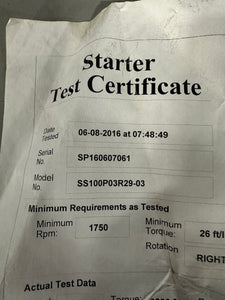 Starter
Test Certificate
Date Tested 06-08-2016 at 07:48:49
Serial No. SP160607061
Model No. SS100P03R29-03
Minimum Requirements as Tested
Minimum Rpm: 1750 Minimum Torque: 26 ft/l
Rotation RIGHT
Actual Test Data
Torque: